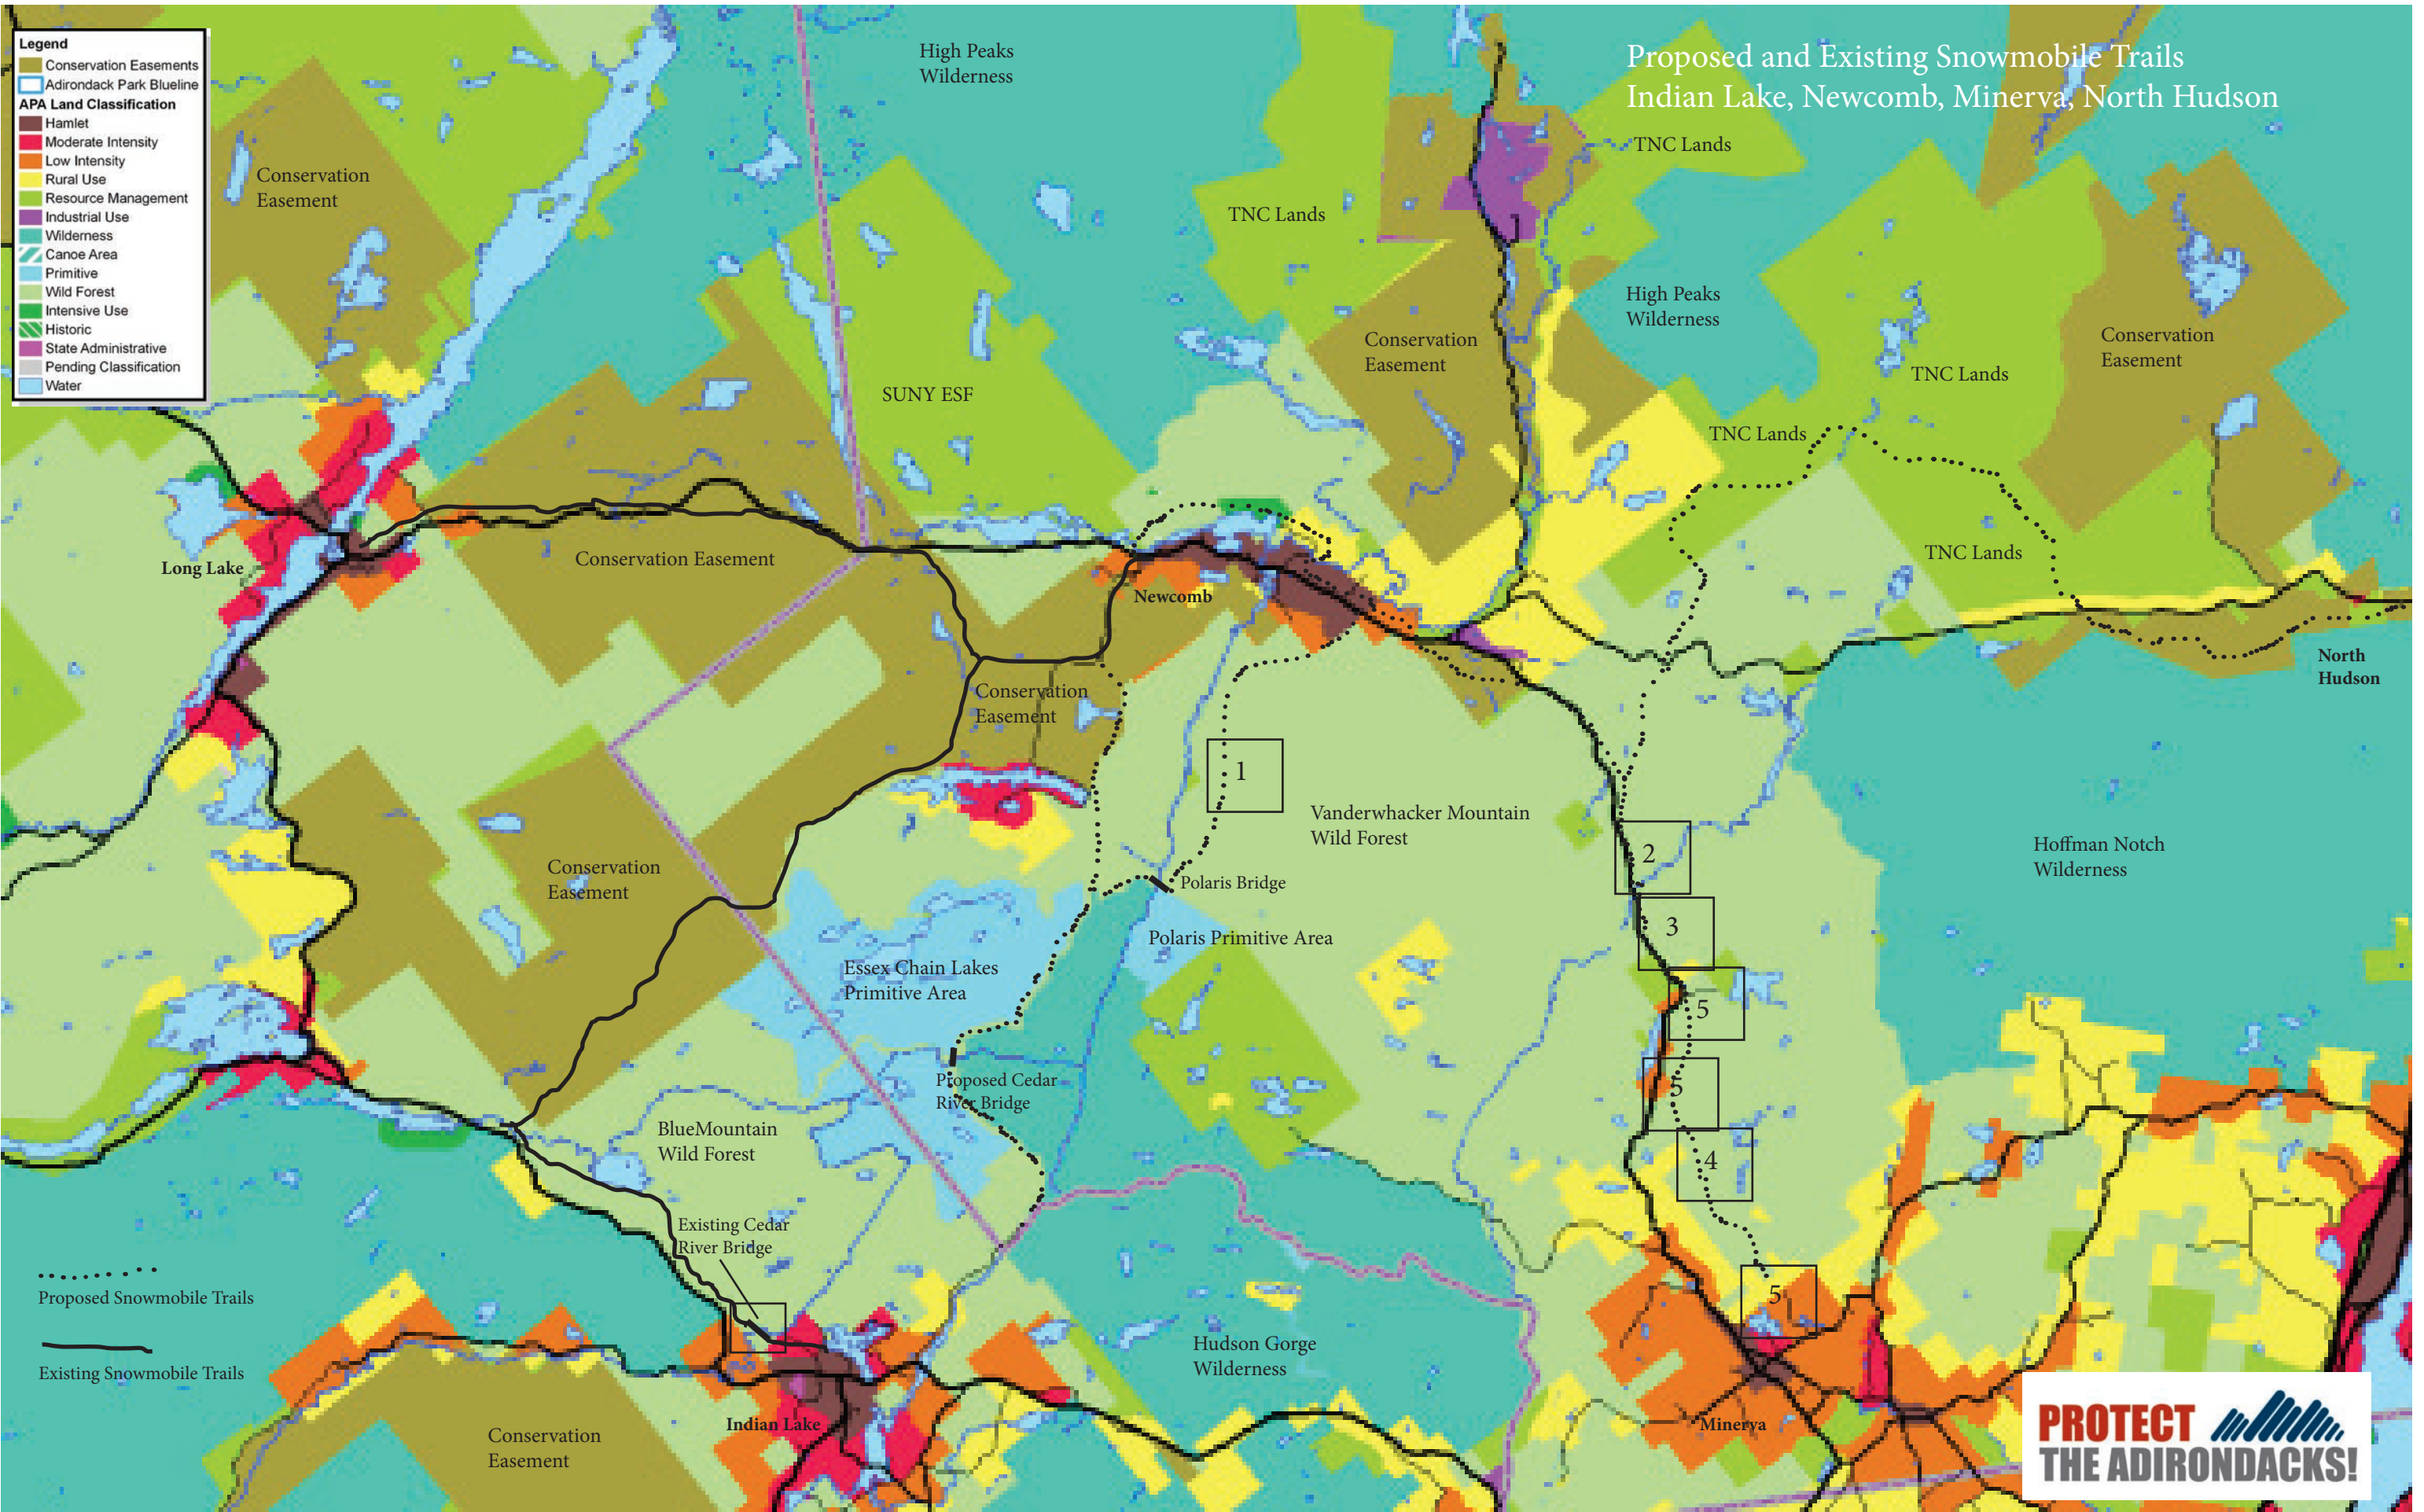 Legend
Conservation Easements
Adirondack Park Blueline
APA Land Classification
Hamlet
Moderate Intensity
Low Intensity
Rural Use
Resource Management
Industrial Use
Wilderness
Canoe Area
Primitive
Wild Forest
Intensive Use
Historic
State Administrative
Pending Classification
Water
Proposed and Existing Snowmobile Trails
Indian Lake, Newcomb, Minerva, North Hudson
High Peaks
Wilderness
TNC Lands
Conservation
Easement
TNC Lands
High Peaks
Wilderness
Conservation
Easement
Conservation
Easement
TNC Lands
SUNY ESF
TNC Lands
TNC Lands
Conservation Easement
Long Lake
Newcomb
North
Hudson
Conservation
Easement
1
Vanderwhacker Mountain
Wild Forest
2
Hoffman Notch
Wilderness
Conservation
Easement
Polaris Bridge
3
Polaris Primitive Area
Essex Chain Lakes
Primitive Area
5
Proposed Cedar
River Bridge
5
BlueMountain
Wild Forest
4
Existing Cedar
River Bridge
5
Proposed Snowmobile Trails
Existing Snowmobile Trails
Hudson Gorge
Wilderness
Indian Lake
Minerva
Conservation
Easement
PROTECT
THE ADIRONDACKS!